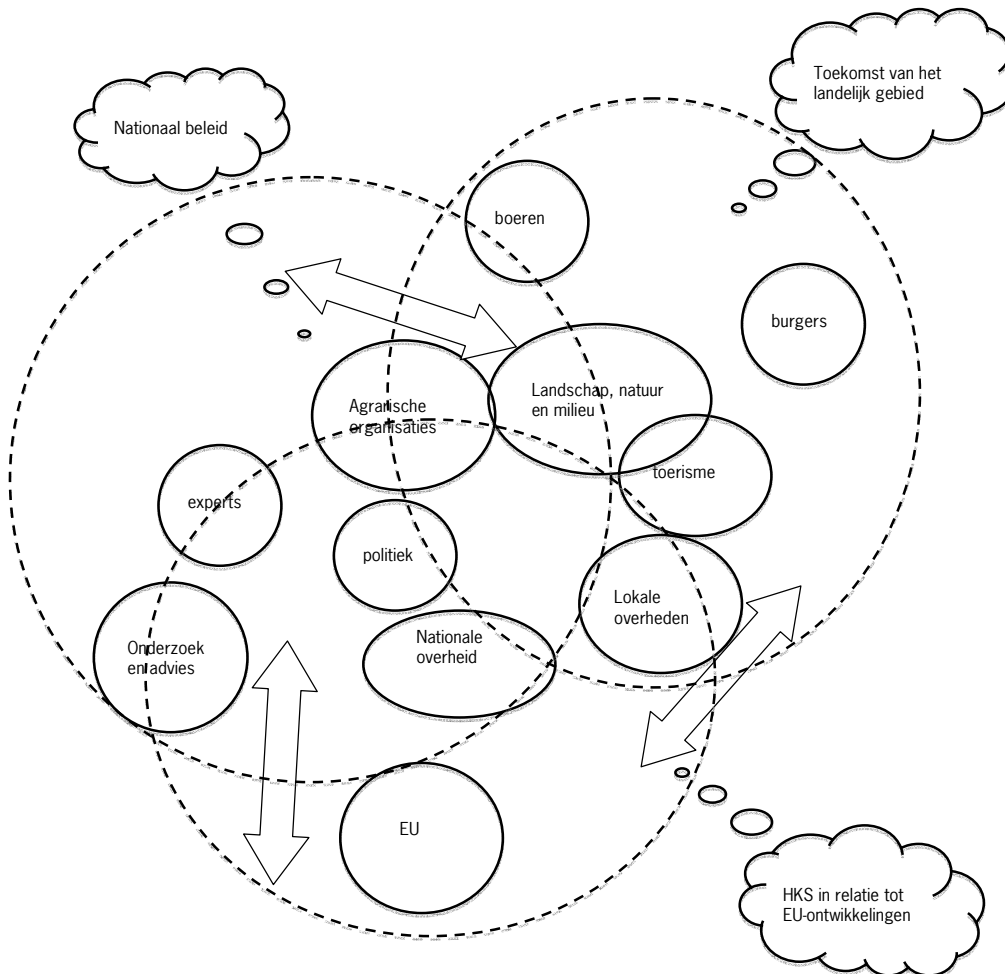 Toekomst van het
landelijk gebied
Nationaal beleid
boeren
burgers
Landschap, natuur
en milieu
Agrarische
organisaties
toerisme
experts
politiek
Lokale
overheden
Nationale
overheid
Onderzoek
en advies
EU
HKS in relatie tot
EU-ontwikkelingen